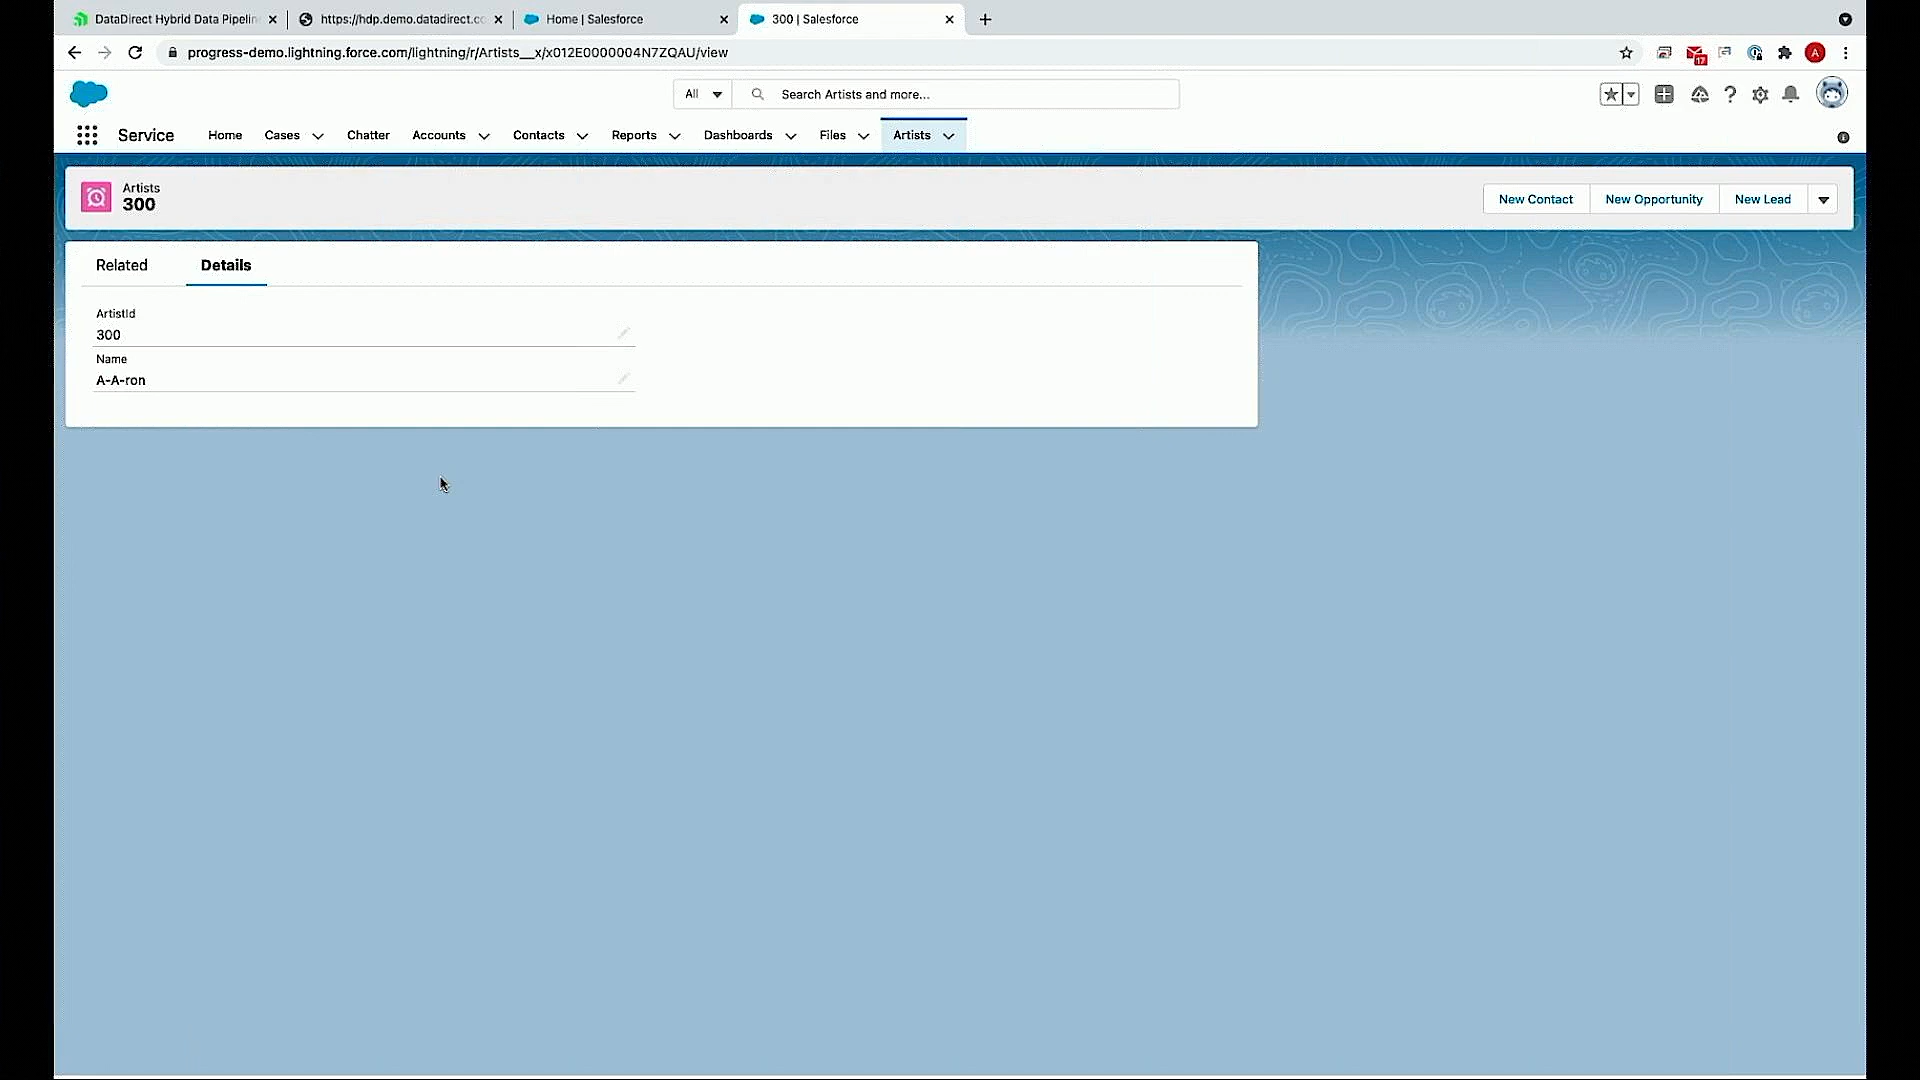 DataDirect Hybrid Data Pipelin
https://hdp.demo.datadirect.co
Home | Salesforce
300 | Salesforce
progress-demo.lightning.force.com/lightning/r/Artists__x/x012E0000004N7ZQAU/view
17
A
All
Search Artists and more...
Service
Home
Cases
Chatter
Accounts
Contacts
Reports
Dashboards
Files
Artists
Artists
300
New Contact
New Opportunity
New Lead
Related
Details
ArtistId
300
Name
A-A-ron